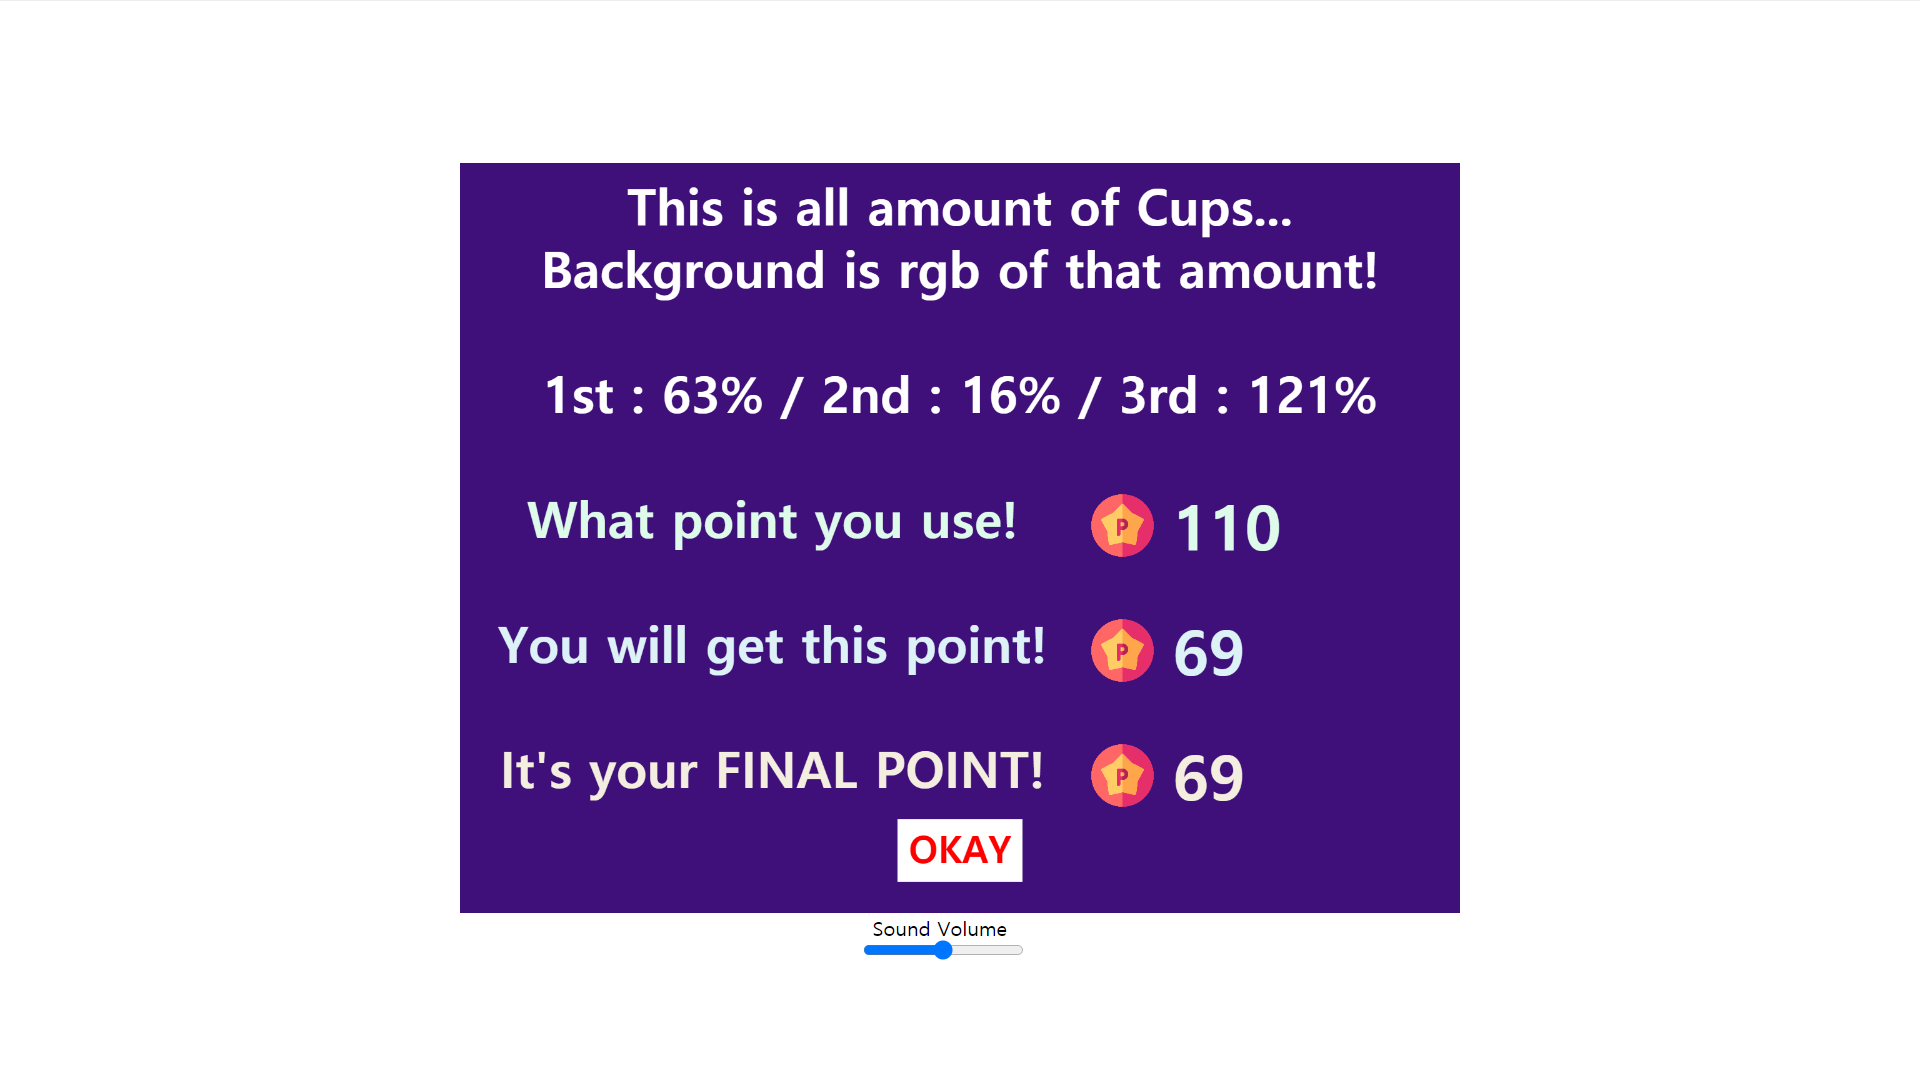 This is all amount of Cups...
Background is rgb of that amount!
1st : 63% / 2nd : 16% / 3rd : 121%
What point you use! P 110
You will get this point! P 69
It's your FINAL POINT! P 69
OKAY
Sound Volume